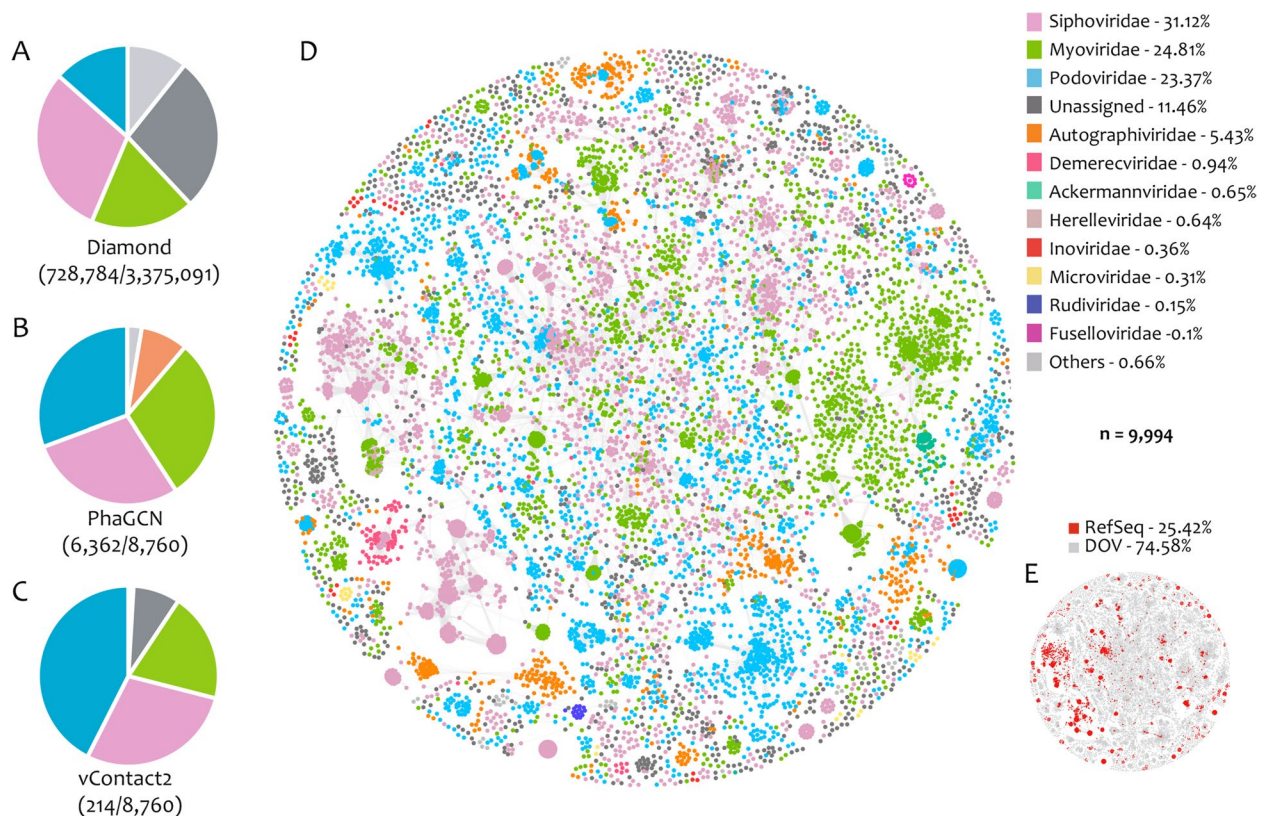 A
Diamond
(728,784/3,375,091)
B
PhaGCN
(6,362/8,760)
C
vContact2
(214/8,760)
D
Siphoviridae - 31.12%
Myoviridae - 24.81%
Podoviridae - 23.37%
Unassigned - 11.46%
Autographiviridae - 5.43%
Demerecviridae - 0.94%
Ackermannviridae - 0.65%
Herelleviridae - 0.64%
Inoviridae - 0.36%
Microviridae - 0.31%
Rudiviridae - 0.15%
Fuselloviridae -0.1%
Others - 0.66%
n = 9,994
RefSeq - 25.42%
DOV - 74.58%
E